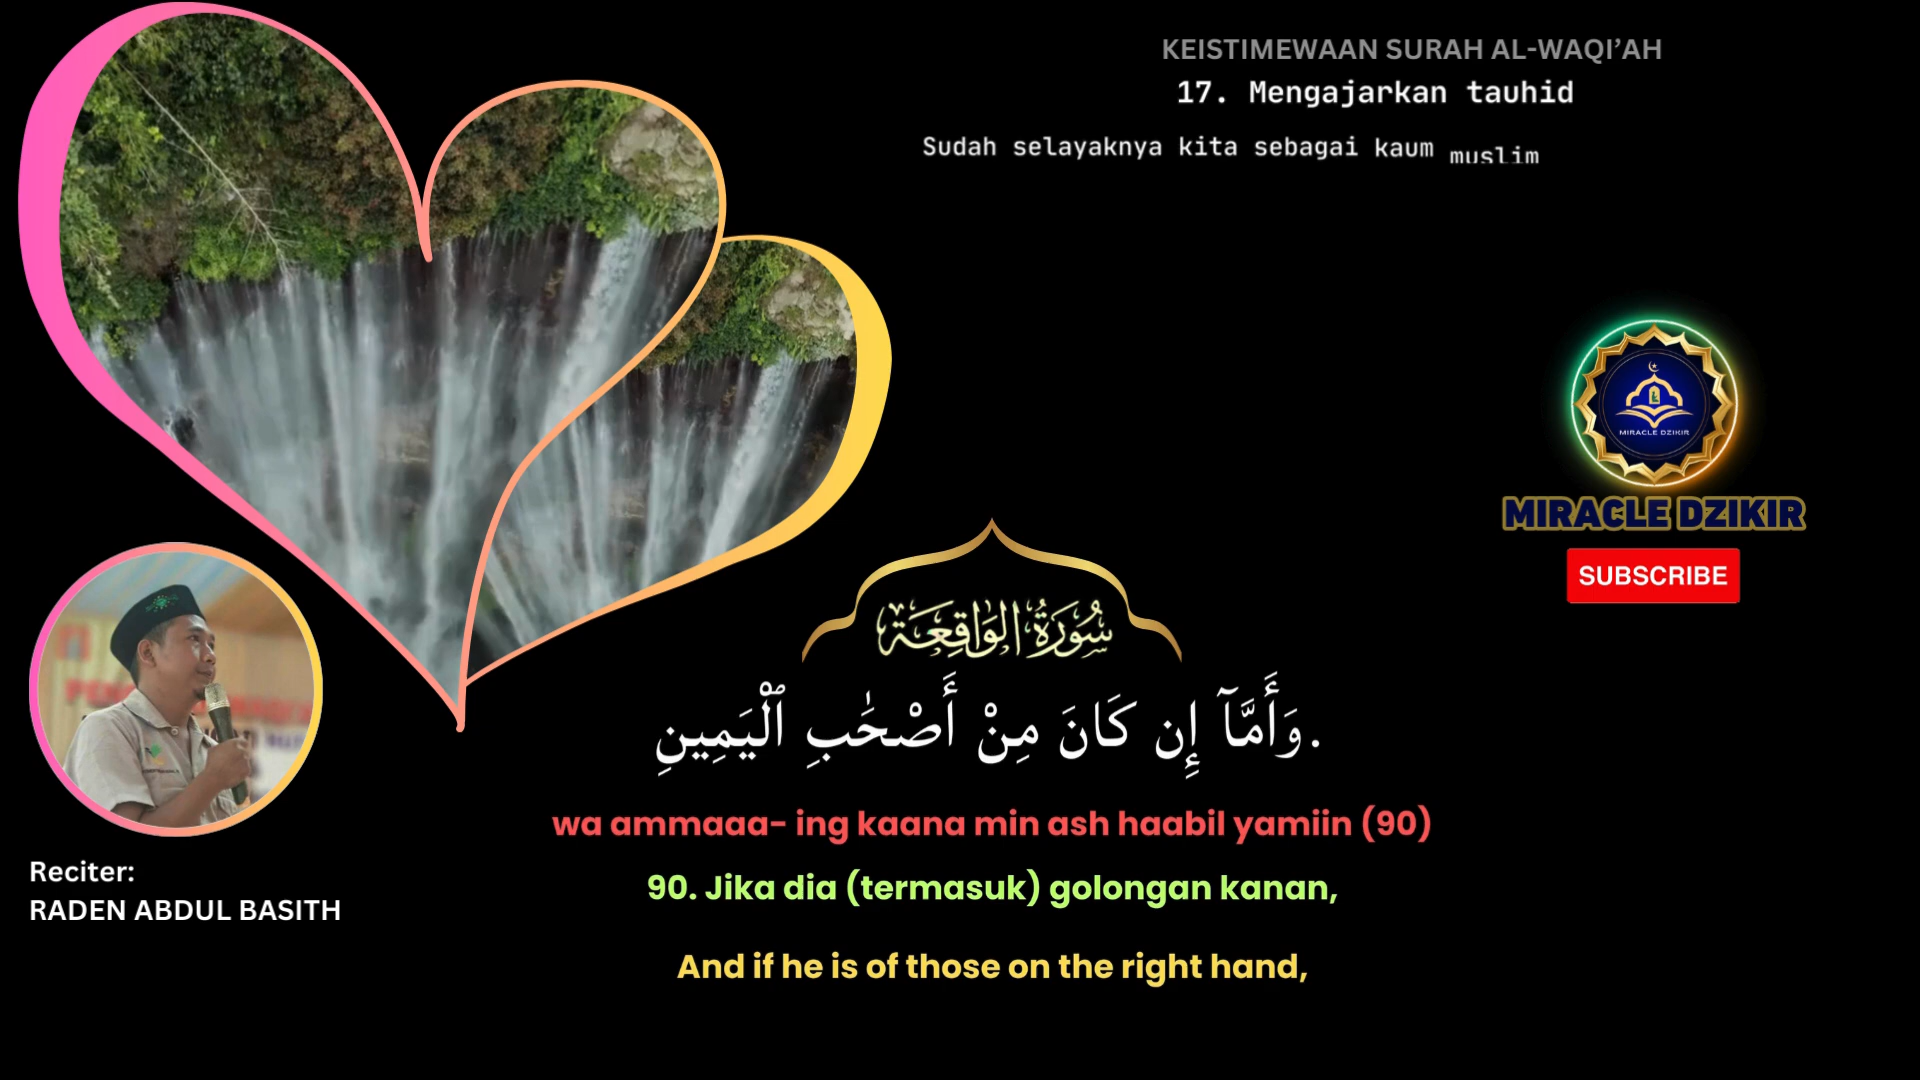 KEISTIMEWAAN SURAH AL-WAQI’AH
17. Mengajarkan tauhid
Sudah selayaknya kita sebagai kaum muslim
MIRACLE DZIKIR
MIRACLE DZIKIR
SUBSCRIBE
سُورَةُ الوَاقِعَة
وَأَمَّآ إِن كَانَ مِنْ أَصْحَٰبِ ٱلْيَمِينِ.
wa ammaaa- ing kaana min ash haabil yamiin (90)
90. Jika dia (termasuk) golongan kanan,
And if he is of those on the right hand,
Reciter:
RADEN ABDUL BASITH